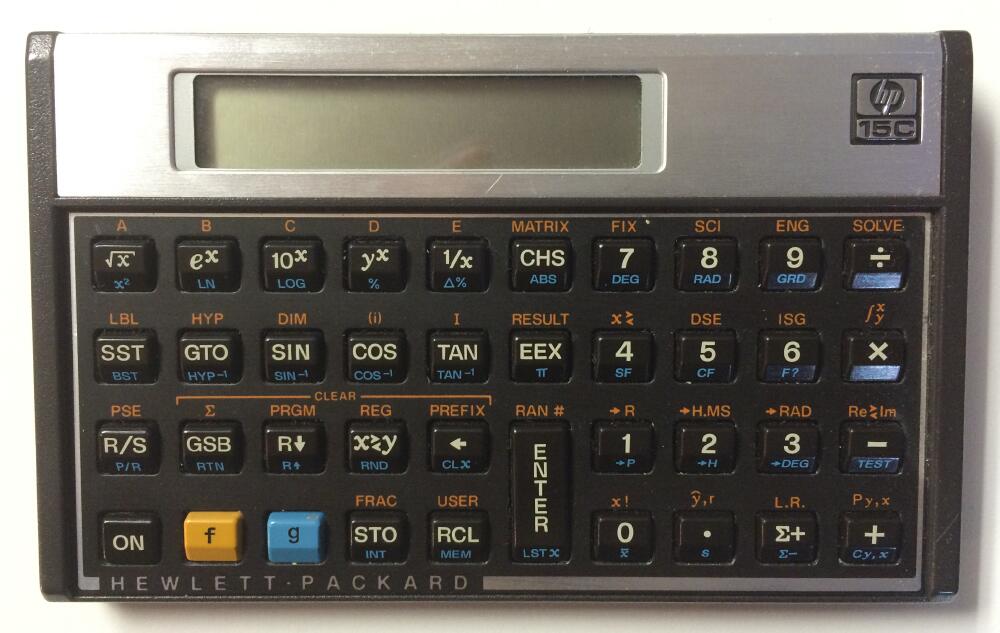 hp
15C
A B C D E MATRIX FIX SCI ENG SOLVE
√x eˣ 10ˣ yˣ 1/x CHS 7 8 9 ÷
x² LN LOG % Δ% ABS DEG RAD GRD
LBL HYP DIM (i) I RESULT x≷ DSE ISG ∫xy
SST GTO SIN COS TAN EEX 4 5 6 ×
BST HYP⁻¹ SIN⁻¹ COS⁻¹ TAN⁻¹ π SF CF F?
CLEAR
PSE Σ PRGM REG PREFIX RAN # →R →H.MS →RAD Re≷Im
R/S GSB R↓ x≷y ← ENTER 1 2 3 −
P/R RTN R↑ RND CLx →P →H →DEG TEST
FRAC USER x! ŷ,r L.R. Py,x
ON f g STO RCL 0 • Σ+ +
INT MEM LSTx x̄ s Σ− Cy,x
HEWLETT·PACKARD